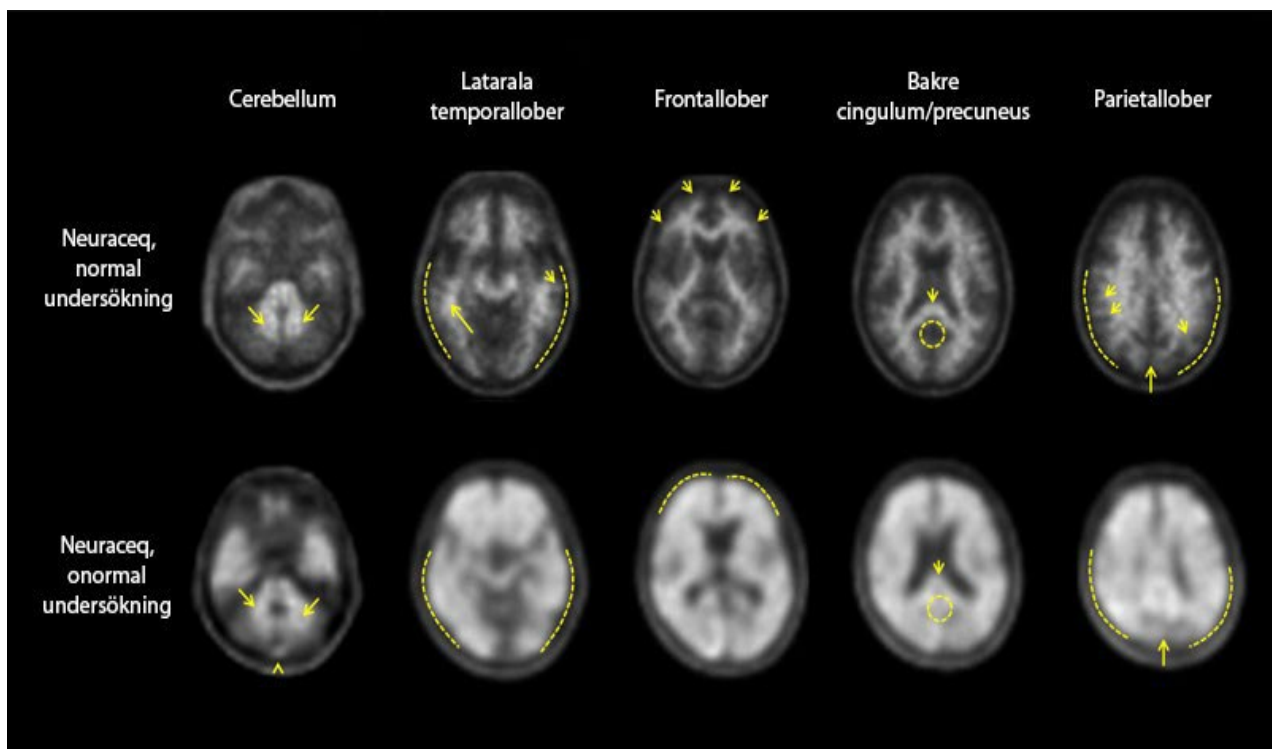 Cerebellum
Latarala
temporallober
Frontallober
Bakre
cingulum/precuneus
Parietallober
Neuraceq,
normal
undersökning
Neuraceq,
onormal
undersökning